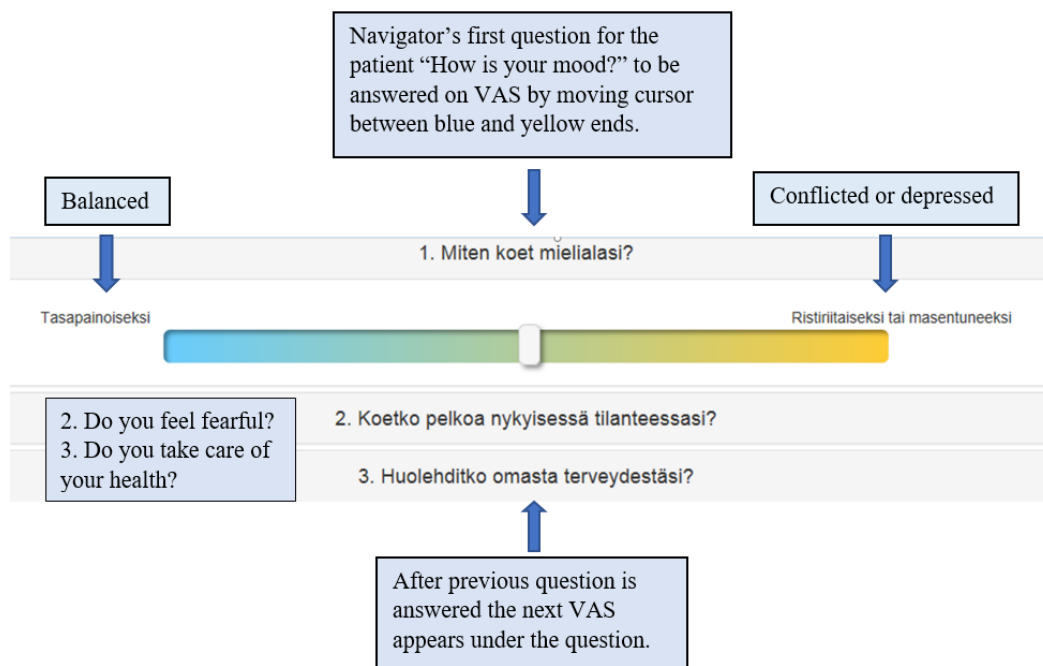 Navigator’s first question for the
patient “How is your mood?” to be
answered on VAS by moving cursor
between blue and yellow ends.
Balanced
Conflicted or depressed
1. Miten koet mielialasi?
Tasapainoiseksi
Ristiriitaiseksi tai masentuneeksi
2. Do you feel fearful?
3. Do you take care of
your health?
2. Koetko pelkoa nykyisessä tilanteessasi?
3. Huolehditko omasta terveydestäsi?
After previous question is
answered the next VAS
appears under the question.